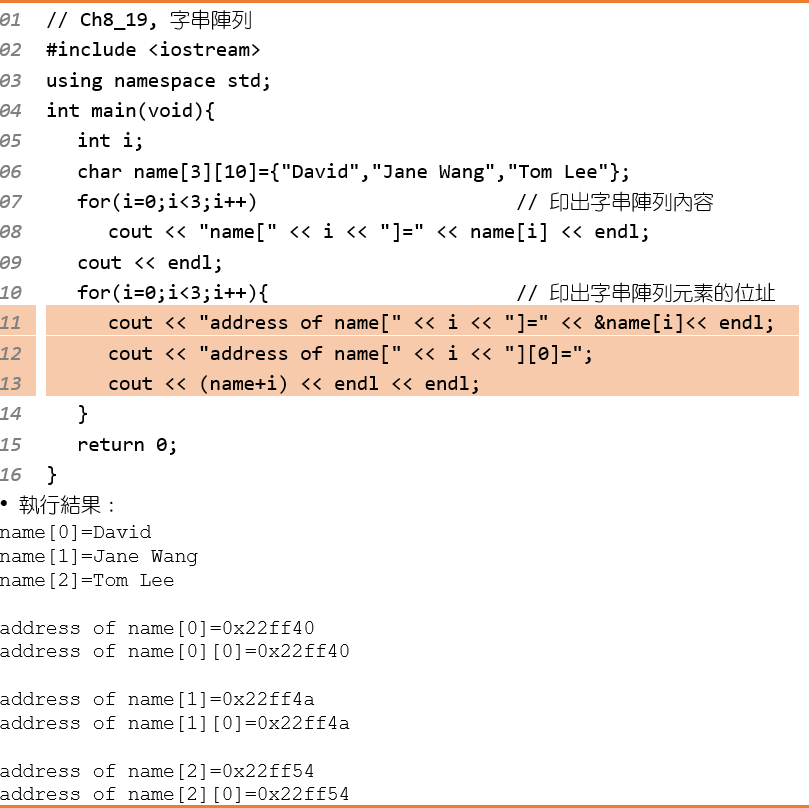 01 // Ch8_19, 字串陣列
02 #include <iostream>
03 using namespace std;
04 int main(void){
05 int i;
06 char name[3][10]={"David","Jane Wang","Tom Lee"};
07 for(i=0;i<3;i++) // 印出字串陣列內容
08 cout << "name[" << i << "]=" << name[i] << endl;
09 cout << endl;
10 for(i=0;i<3;i++){ // 印出字串陣列元素的位址
11 cout << "address of name[" << i << "]=" << &name[i]<< endl;
12 cout << "address of name[" << i << "][0]=";
13 cout << (name+i) << endl << endl;
14 }
15 return 0;
16 }
• 執行結果：
name[0]=David
name[1]=Jane Wang
name[2]=Tom Lee
address of name[0]=0x22ff40
address of name[0][0]=0x22ff40
address of name[1]=0x22ff4a
address of name[1][0]=0x22ff4a
address of name[2]=0x22ff54
address of name[2][0]=0x22ff54